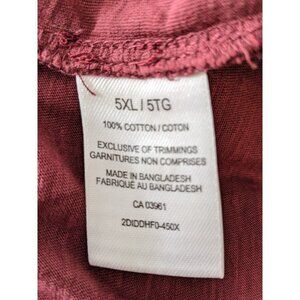 5XL / 5TG
100% COTTON / COTON
EXCLUSIVE OF TRIMMINGS
GARNITURES NON COMPRISES
MADE IN BANGLADESH
FABRIQUÉ AU BANGLADESH
CA 03961
2DIDDHF0-450X